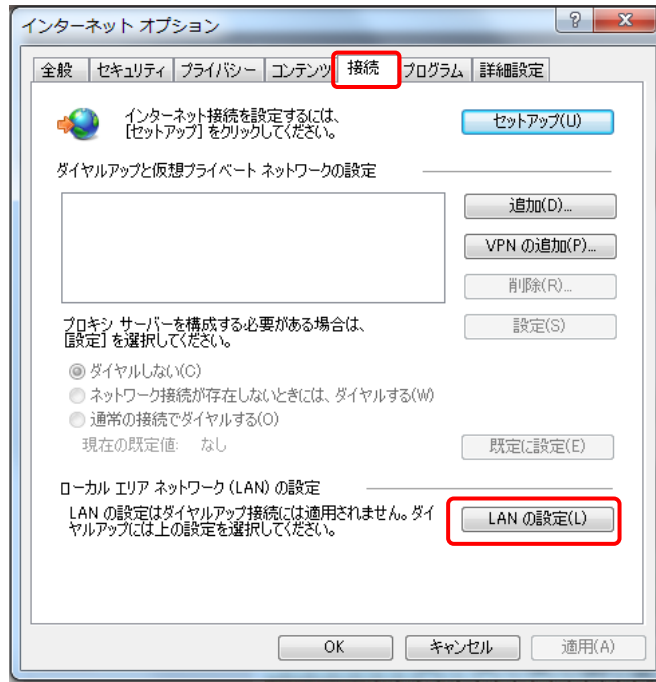 インターネット オプション
全般 セキュリティ プライバシー コンテンツ 接続 プログラム 詳細設定
インターネット接続を設定するには、
[セットアップ] をクリックしてください。
セットアップ(U)
ダイヤルアップと仮想プライベート ネットワークの設定
追加(D)...
VPN の追加(P)...
削除(R)...
プロキシ サーバーを構成する必要がある場合は、
[設定] を選択してください。
設定(S)
ダイヤルしない(C)
ネットワーク接続が存在しないときには、ダイヤルする(W)
通常の接続でダイヤルする(O)
現在の既定値: なし
既定に設定(E)
ローカル エリア ネットワーク (LAN) の設定
LAN の設定はダイヤルアップ接続には適用されません。ダイ
ヤルアップには上の設定を選択してください。
LAN の設定(L)
OK キャンセル 適用(A)